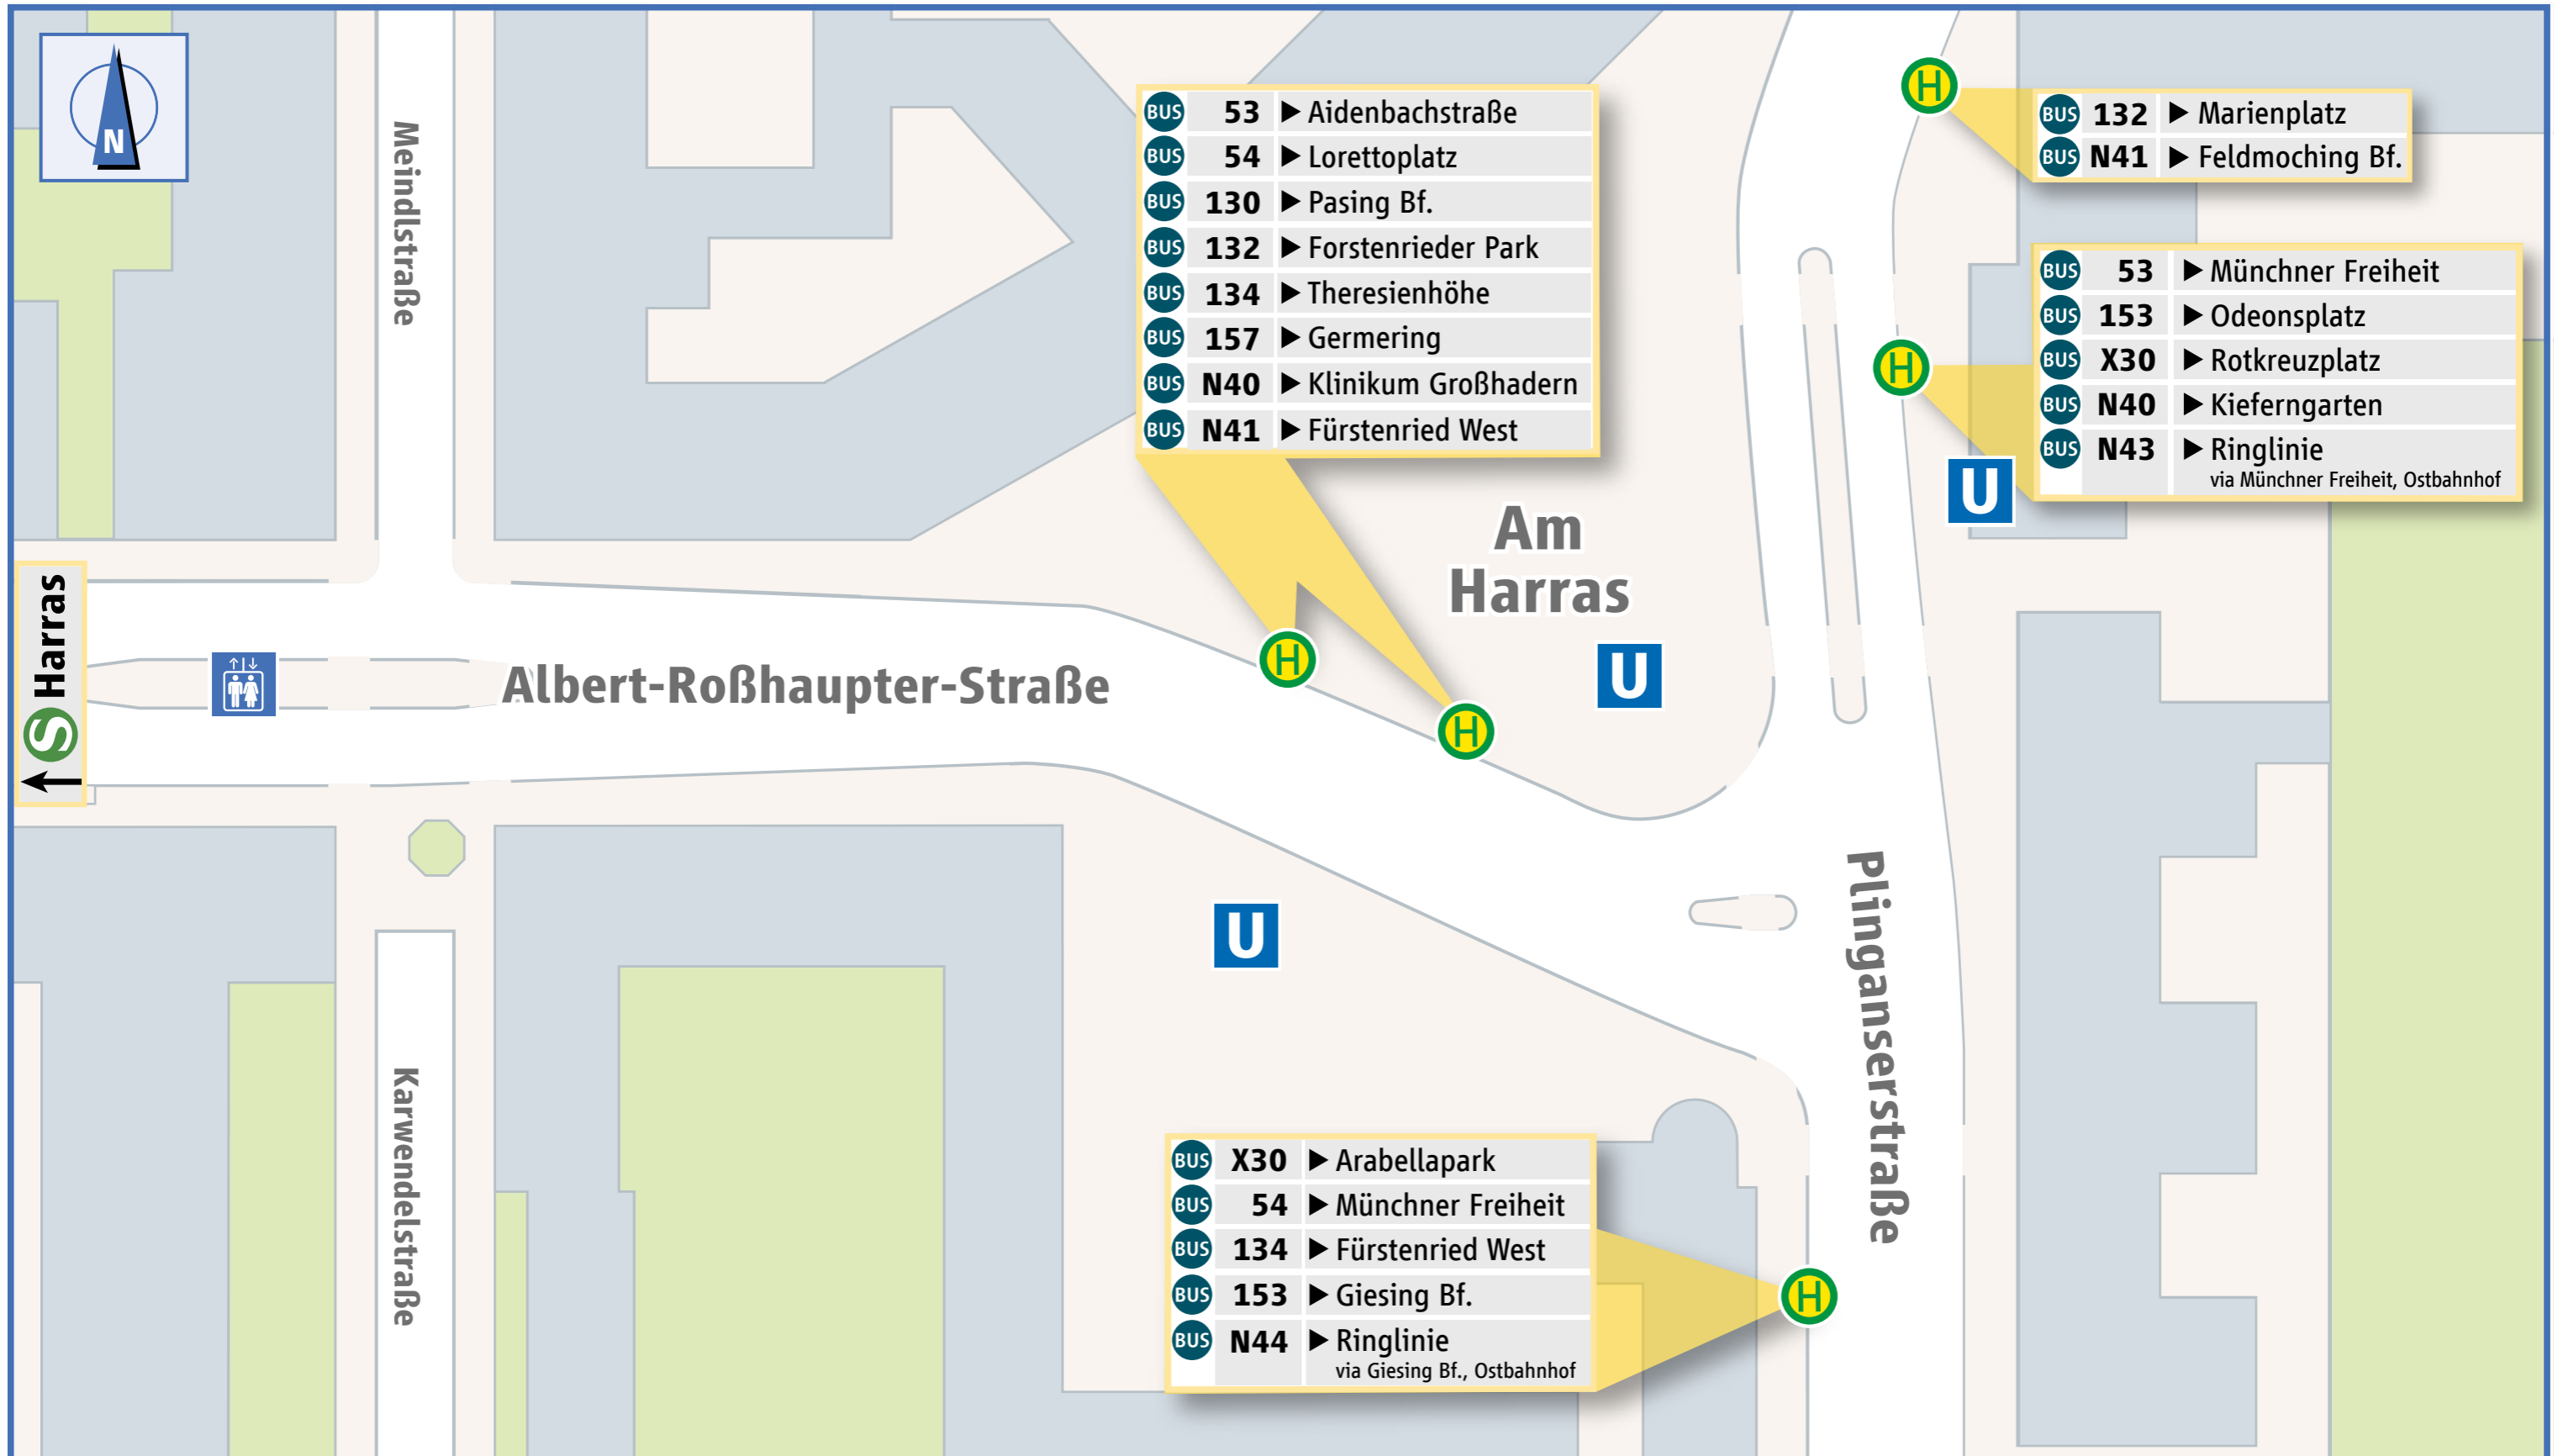 N
Meindlstraße
BUS 53 ▶ Aidenbachstraße
BUS 54 ▶ Lorettoplatz
BUS 130 ▶ Pasing Bf.
BUS 132 ▶ Forstenrieder Park
BUS 134 ▶ Theresienhöhe
BUS 157 ▶ Germering
BUS N40 ▶ Klinikum Großhadern
BUS N41 ▶ Fürstenried West
H
BUS 132 ▶ Marienplatz
BUS N41 ▶ Feldmoching Bf.
H
BUS 53 ▶ Münchner Freiheit
BUS 153 ▶ Odeonsplatz
BUS X30 ▶ Rotkreuzplatz
BUS N40 ▶ Kieferngarten
BUS N43 ▶ Ringlinie
via Münchner Freiheit, Ostbahnhof
U
Am
Harras
S Harras
Albert-Roßhaupter-Straße
H
H
U
U
Plinganserstraße
Karwendelstraße
BUS X30 ▶ Arabellapark
BUS 54 ▶ Münchner Freiheit
BUS 134 ▶ Fürstenried West
BUS 153 ▶ Giesing Bf.
BUS N44 ▶ Ringlinie
via Giesing Bf., Ostbahnhof
H